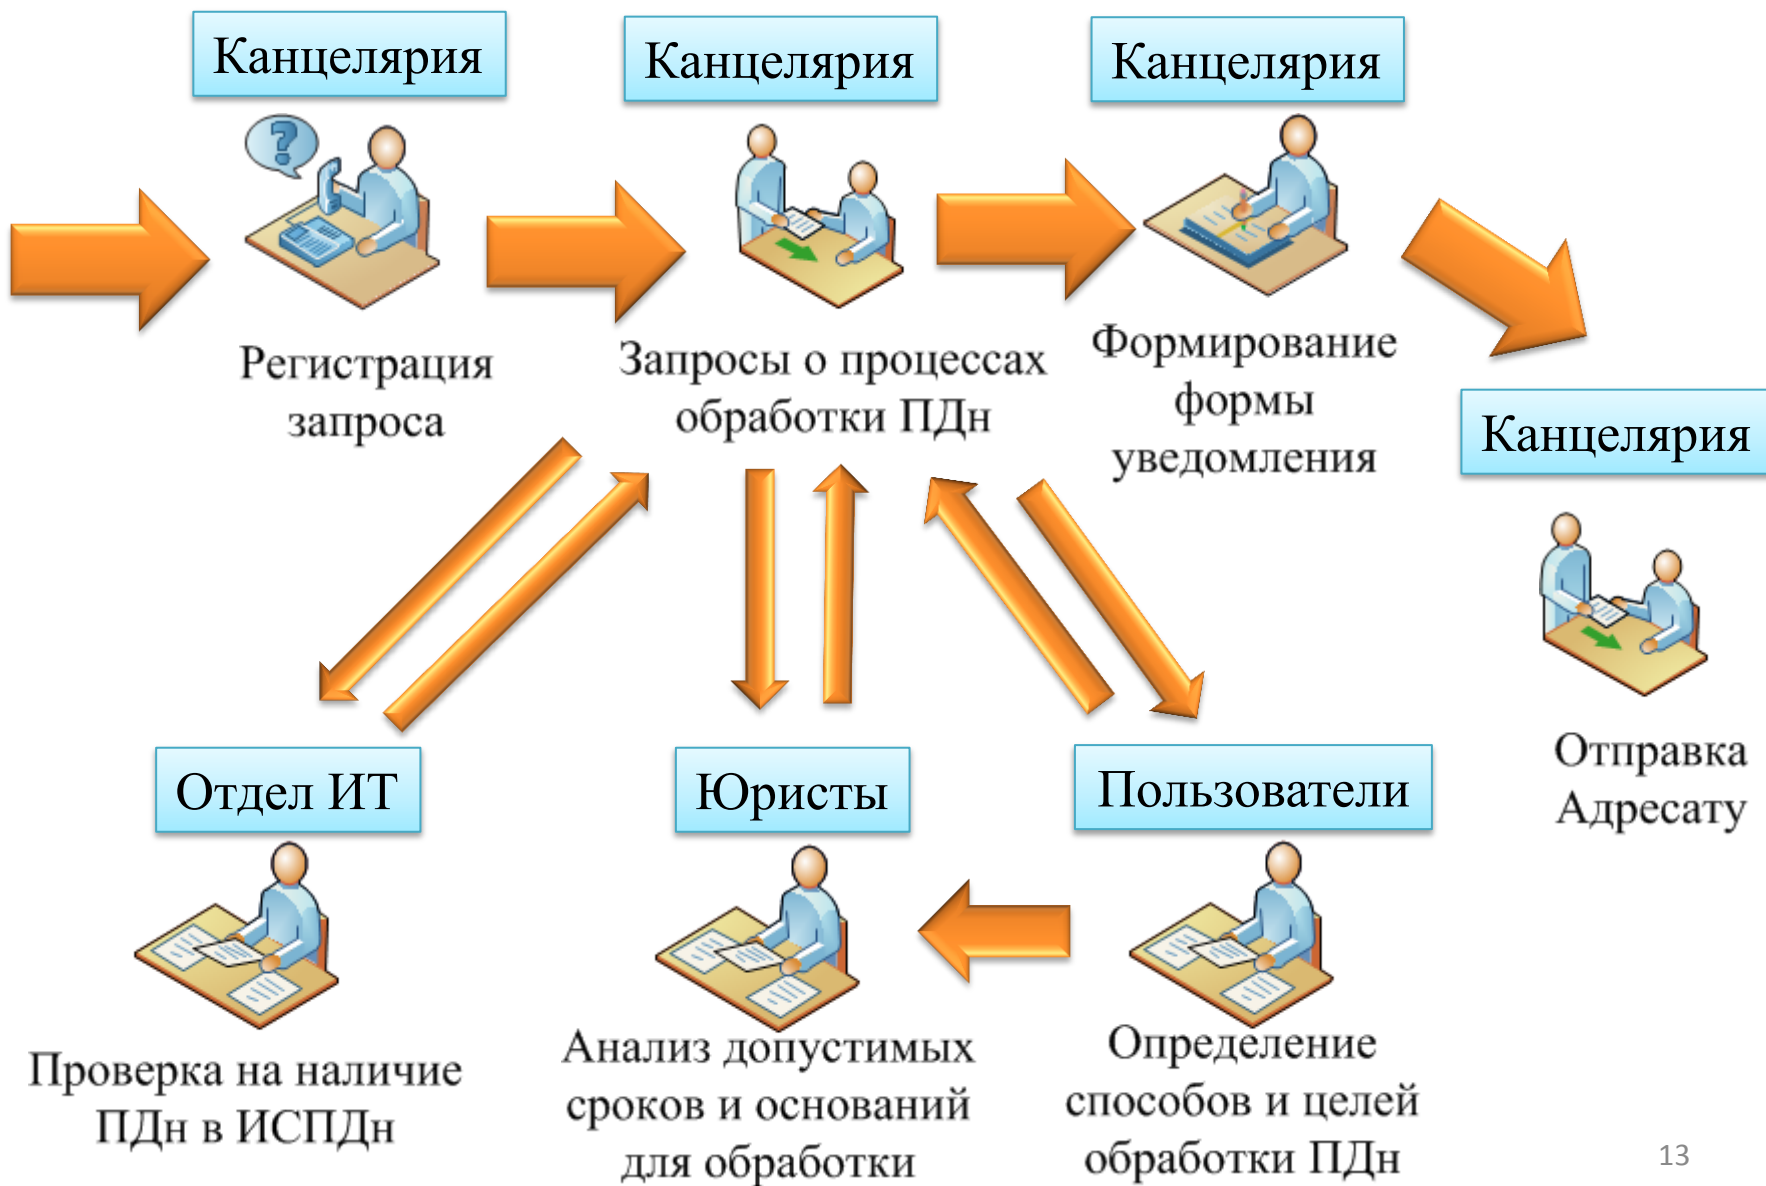 Канцелярия
Канцелярия
Канцелярия
?
Регистрация
запроса
Запросы о процессах
обработки ПДн
Формирование
формы
уведомления
Канцелярия
Отправка
Адресату
Отдел ИТ
Юристы
Пользователи
Проверка на наличие
ПДн в ИСПДн
Анализ допустимых
сроков и оснований
для обработки
Определение
способов и целей
обработки ПДн
13